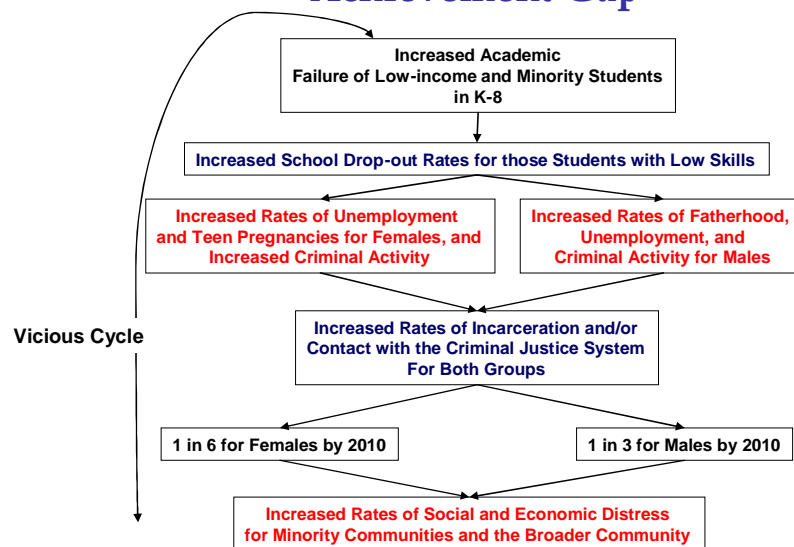 Achievement Gap
Increased Academic
Failure of Low-income and Minority Students
in K-8
Increased School Drop-out Rates for those Students with Low Skills
Increased Rates of Unemployment
and Teen Pregnancies for Females, and
Increased Criminal Activity
Increased Rates of Fatherhood,
Unemployment, and
Criminal Activity for Males
Vicious Cycle
Increased Rates of Incarceration and/or
Contact with the Criminal Justice System
For Both Groups
1 in 6 for Females by 2010
1 in 3 for Males by 2010
Increased Rates of Social and Economic Distress
for Minority Communities and the Broader Community